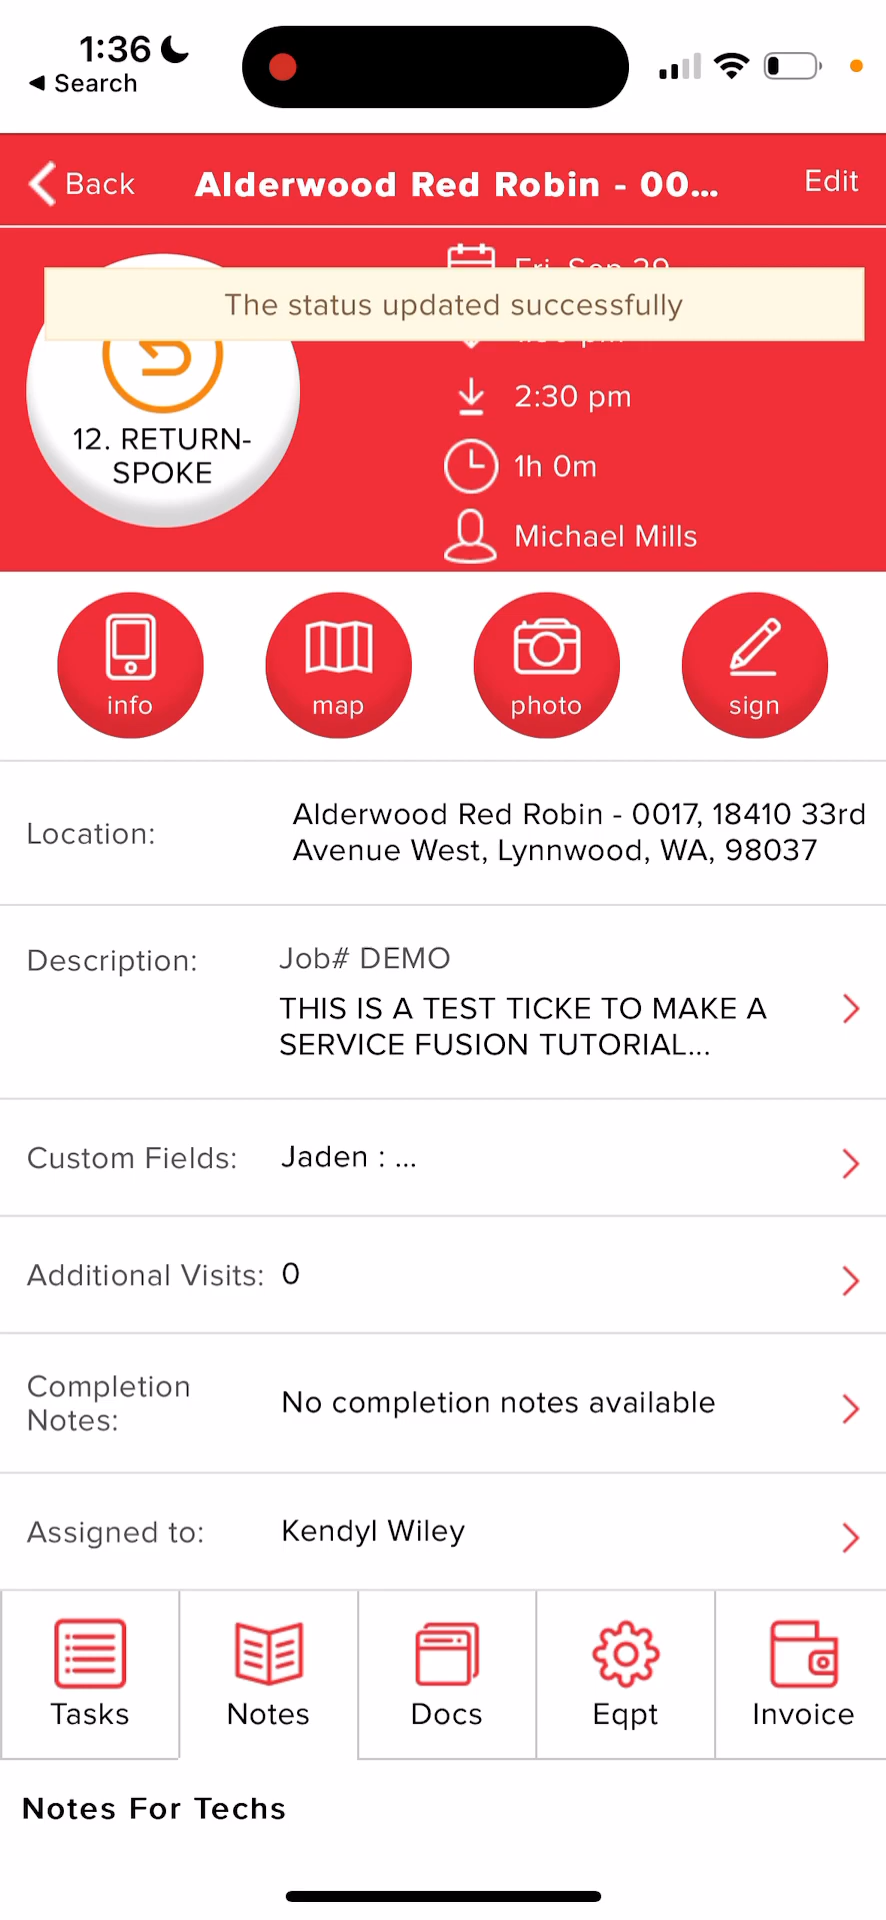 1:36
Search
Back
Alderwood Red Robin - 00...
Edit
The status updated successfully
12. RETURN-
SPOKE
2:30 pm
1h 0m
Michael Mills
info
map
photo
sign
Location:
Alderwood Red Robin - 0017, 18410 33rd
Avenue West, Lynnwood, WA, 98037
Description:
Job# DEMO
THIS IS A TEST TICKE TO MAKE A
SERVICE FUSION TUTORIAL...
Custom Fields:
Jaden : ...
Additional Visits:
0
Completion
Notes:
No completion notes available
Assigned to:
Kendyl Wiley
Tasks
Notes
Docs
Eqpt
Invoice
Notes For Techs